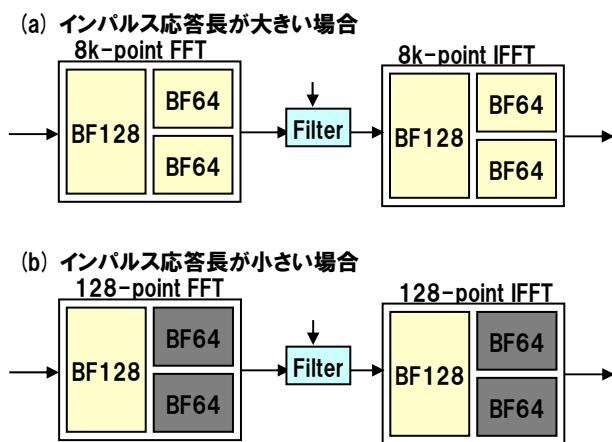 (a) インパルス応答長が大きい場合
8k-point FFT
8k-point IFFT
BF128
BF64
BF64
Filter
BF128
BF64
BF64
(b) インパルス応答長が小さい場合
128-point FFT
128-point IFFT
BF128
BF64
BF64
Filter
BF128
BF64
BF64